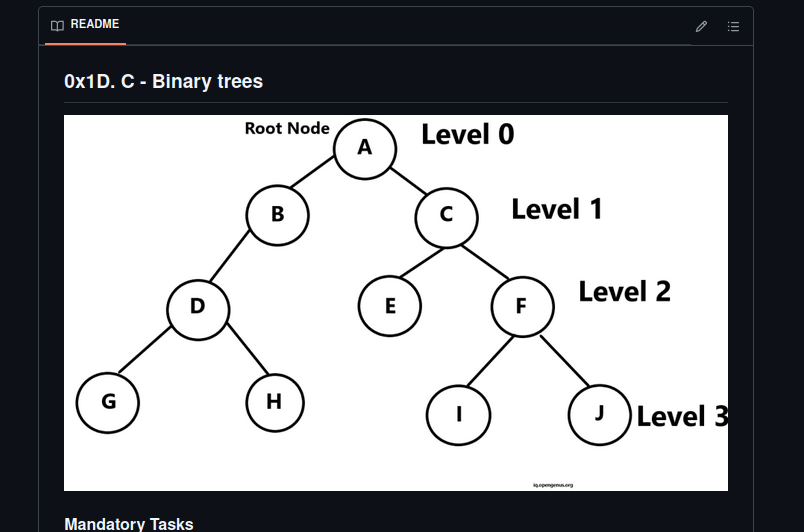 README
0x1D. C - Binary trees
Root Node
A
Level 0
B
C
Level 1
D
E
F
Level 2
G
H
I
J
Level 3
iq.opengenus.org
Mandatory Tasks